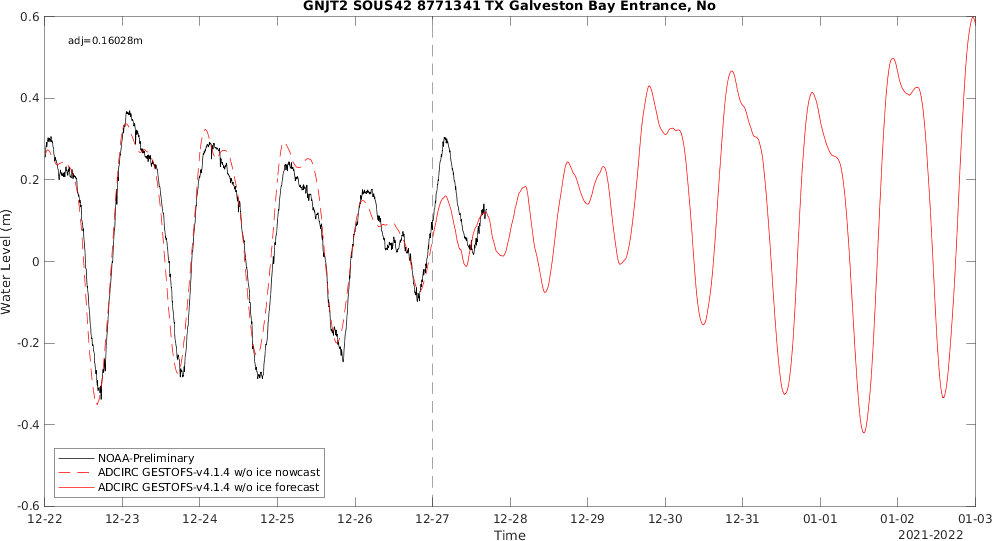 GNJT2 SOUS42 8771341 TX Galveston Bay Entrance, No
adj=0.16028m
Water Level (m)
0.6
0.4
0.2
0
-0.2
-0.4
-0.6
NOAA-Preliminary
ADCIRC GESTOFS-v4.1.4 w/o ice nowcast
ADCIRC GESTOFS-v4.1.4 w/o ice forecast
12-22 12-23 12-24 12-25 12-26 12-27 12-28 12-29 12-30 12-31 01-01 01-02 01-03
Time
2021-2022